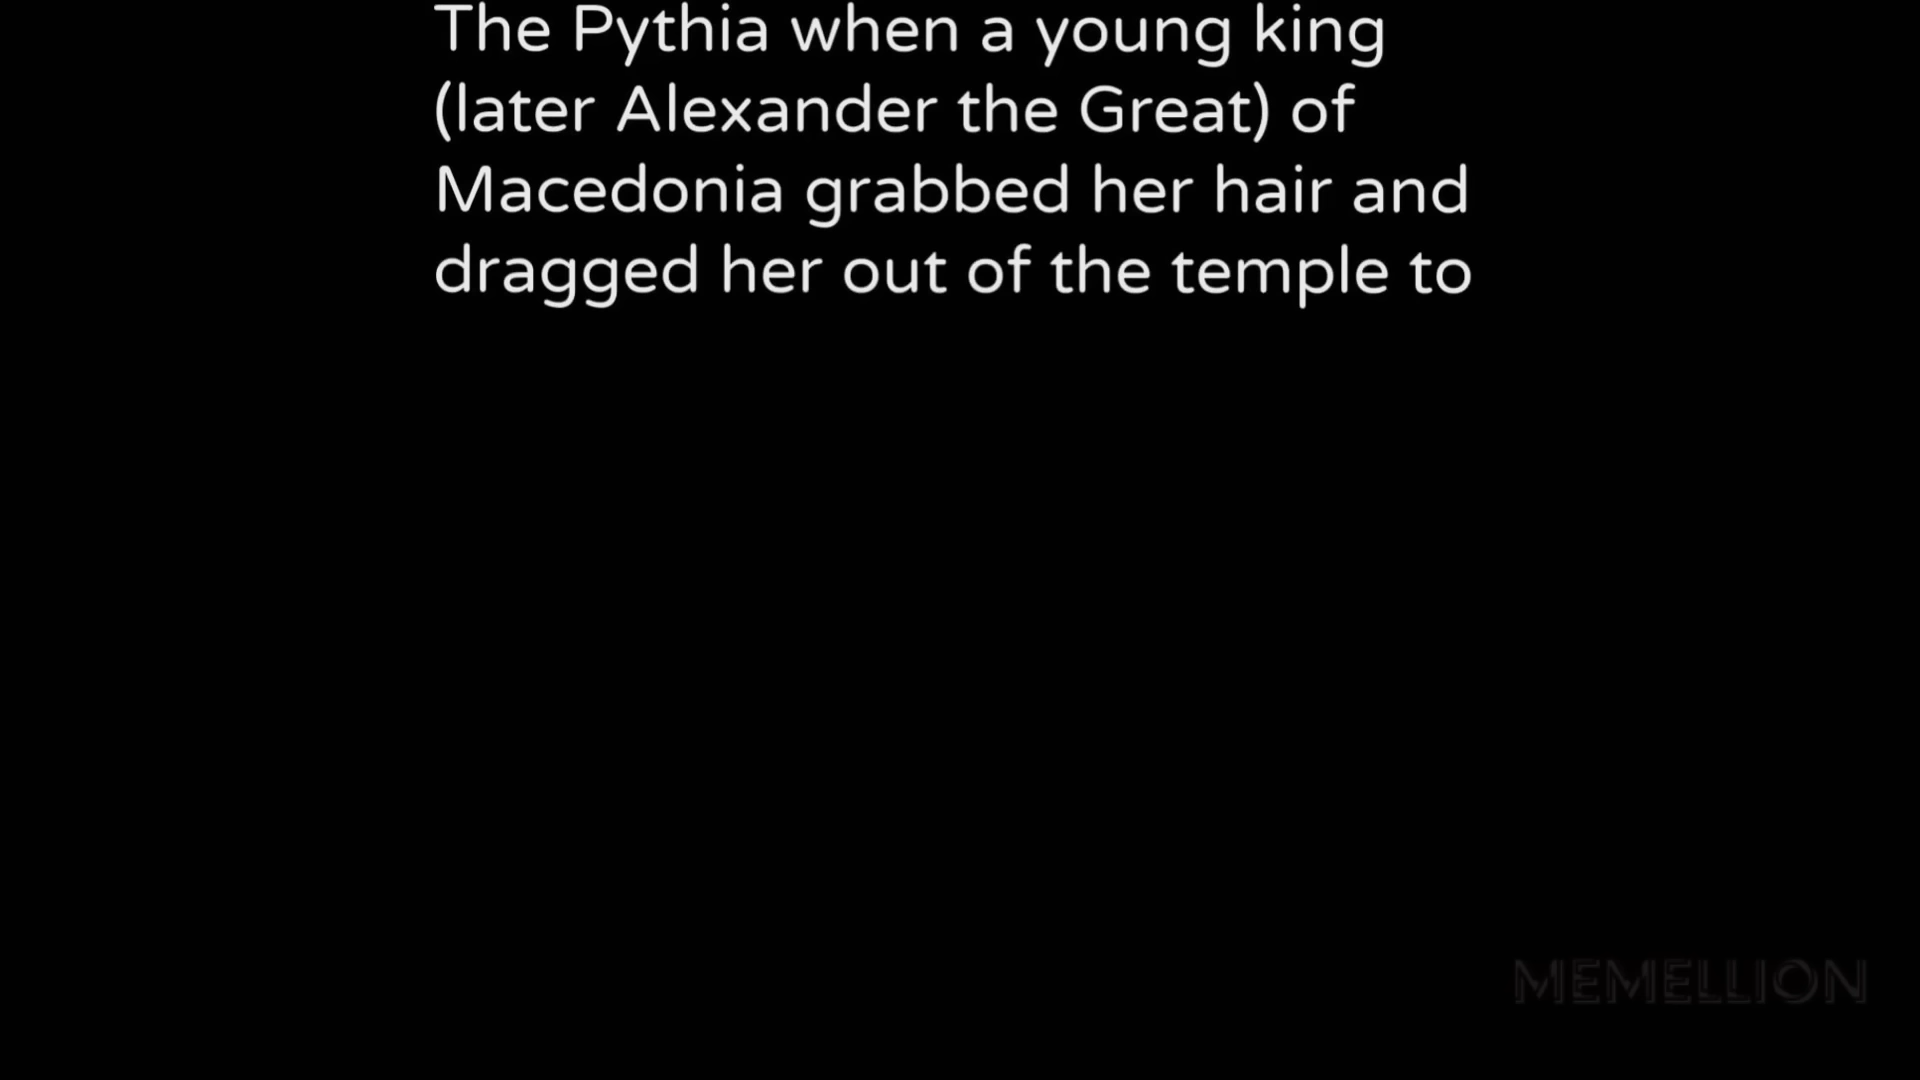 The Pythia when a young king
(later Alexander the Great) of
Macedonia grabbed her hair and
dragged her out of the temple to
MEMELLION